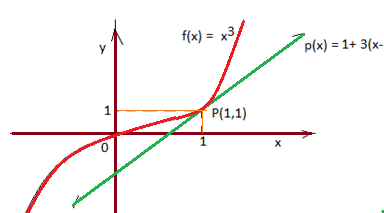 f(x) = x³
y
p(x) = 1+ 3(x-
1
P(1,1)
0
1
x